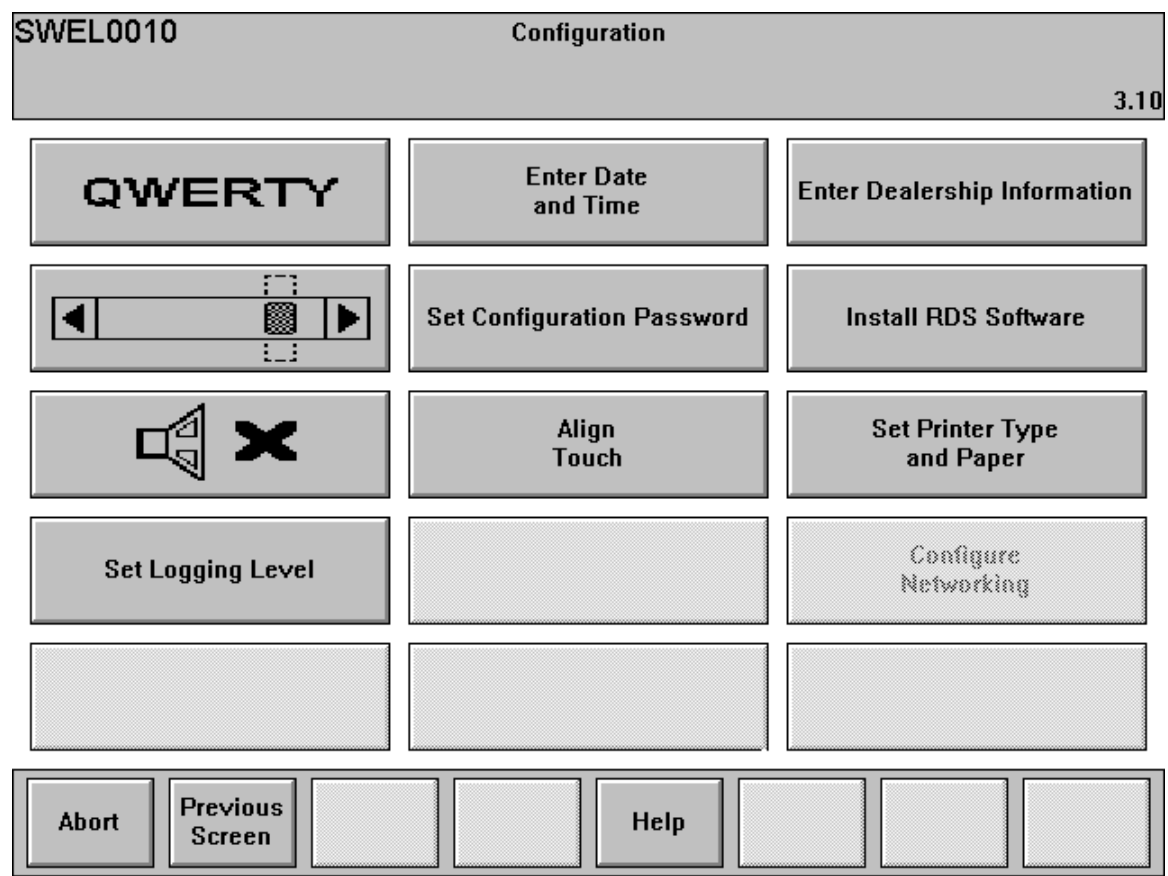 SWEL0010
Configuration
3.10
QWERTY
Enter Date
and Time
Enter Dealership Information
Set Configuration Password
Install RDS Software
Align
Touch
Set Printer Type
and Paper
Set Logging Level
Configure
Networking
Abort
Previous
Screen
Help